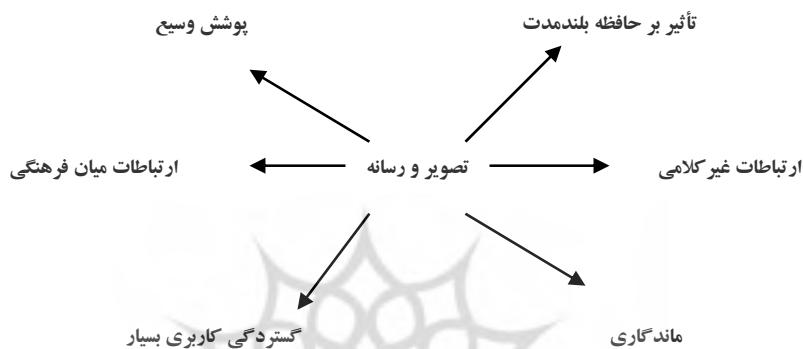 تأثیر بر حافظه بلندمدت
پوشش وسیع
ارتباطات غیرکلامی
تصویر و رسانه
ارتباطات میان فرهنگی
ماندگاری
گستردگی کاربری بسیار